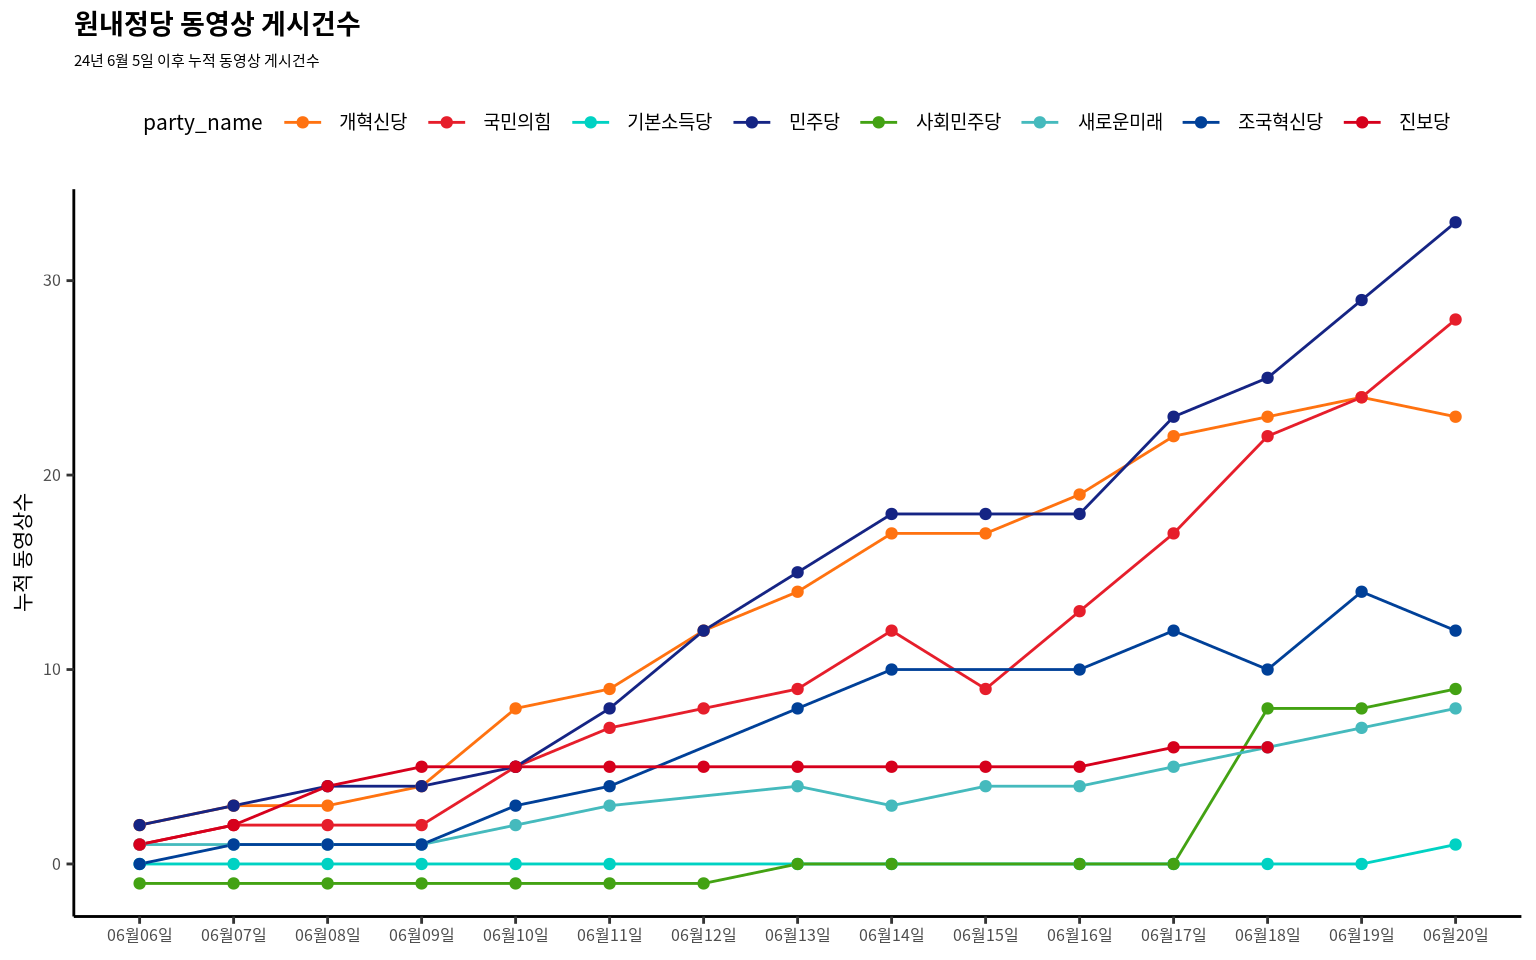 원내정당 동영상 게시건수
24년 6월 5일 이후 누적 동영상 게시건수
party_name 개혁신당 국민의힘 기본소득당 민주당 사회민주당 새로운미래 조국혁신당 진보당
누적 동영상수
30
20
10
0
06월06일 06월07일 06월08일 06월09일 06월10일 06월11일 06월12일 06월13일 06월14일 06월15일 06월16일 06월17일 06월18일 06월19일 06월20일